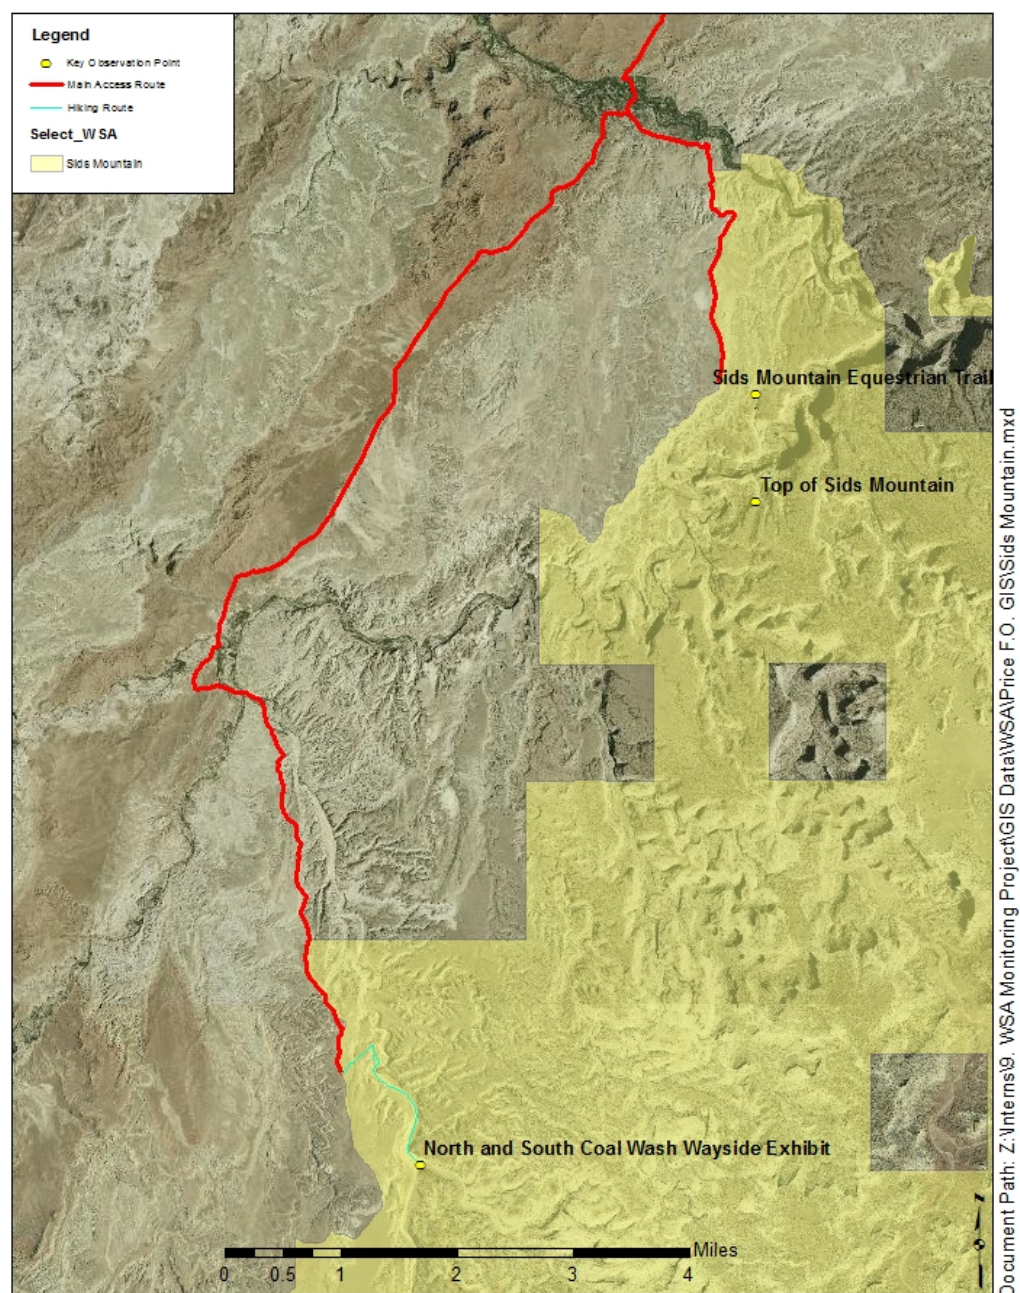 Legend
Key Observation Point
Main Access Route
Hiking Route
Select_WSA
Sids Mountain
Sids Mountain Equestrian Trail
Top of Sids Mountain
North and South Coal Wash Wayside Exhibit
Miles
0 0.5 1 2 3 4
N
Document Path: Z:\Interns\9. WSA Monitoring Project\GIS Data\WSA\Price F.O. GIS\Sids Mountain.mxd